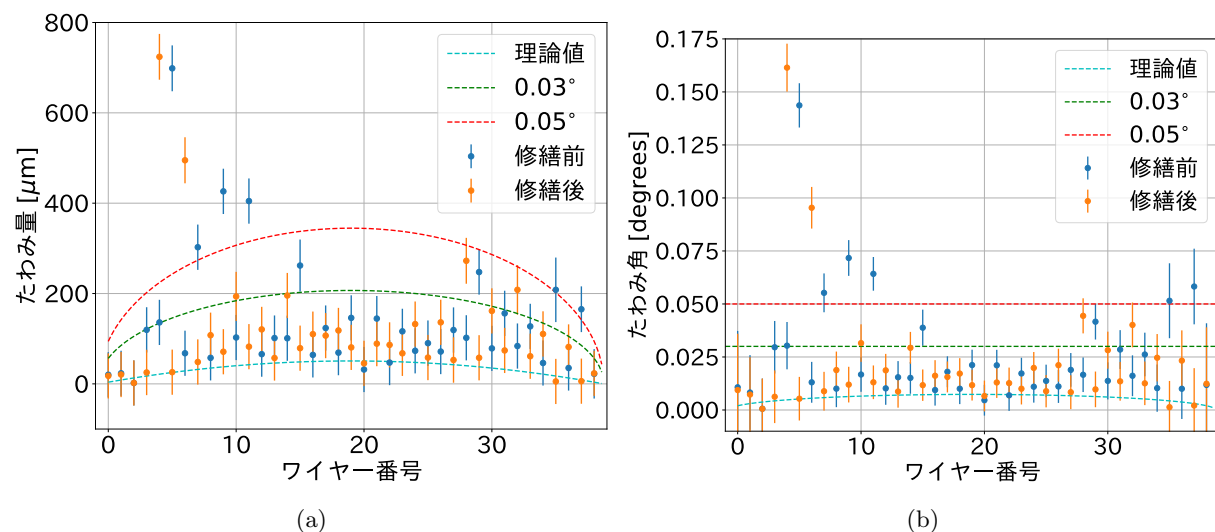 800
600
400
200
0
0
10
20
30
たわみ量 [μm]
ワイヤー番号
理論値
0.03°
0.05°
修繕前
修繕後
(a)
0.175
0.150
0.125
0.100
0.075
0.050
0.025
0.000
0
10
20
30
たわみ角 [degrees]
ワイヤー番号
理論値
0.03°
0.05°
修繕前
修繕後
(b)